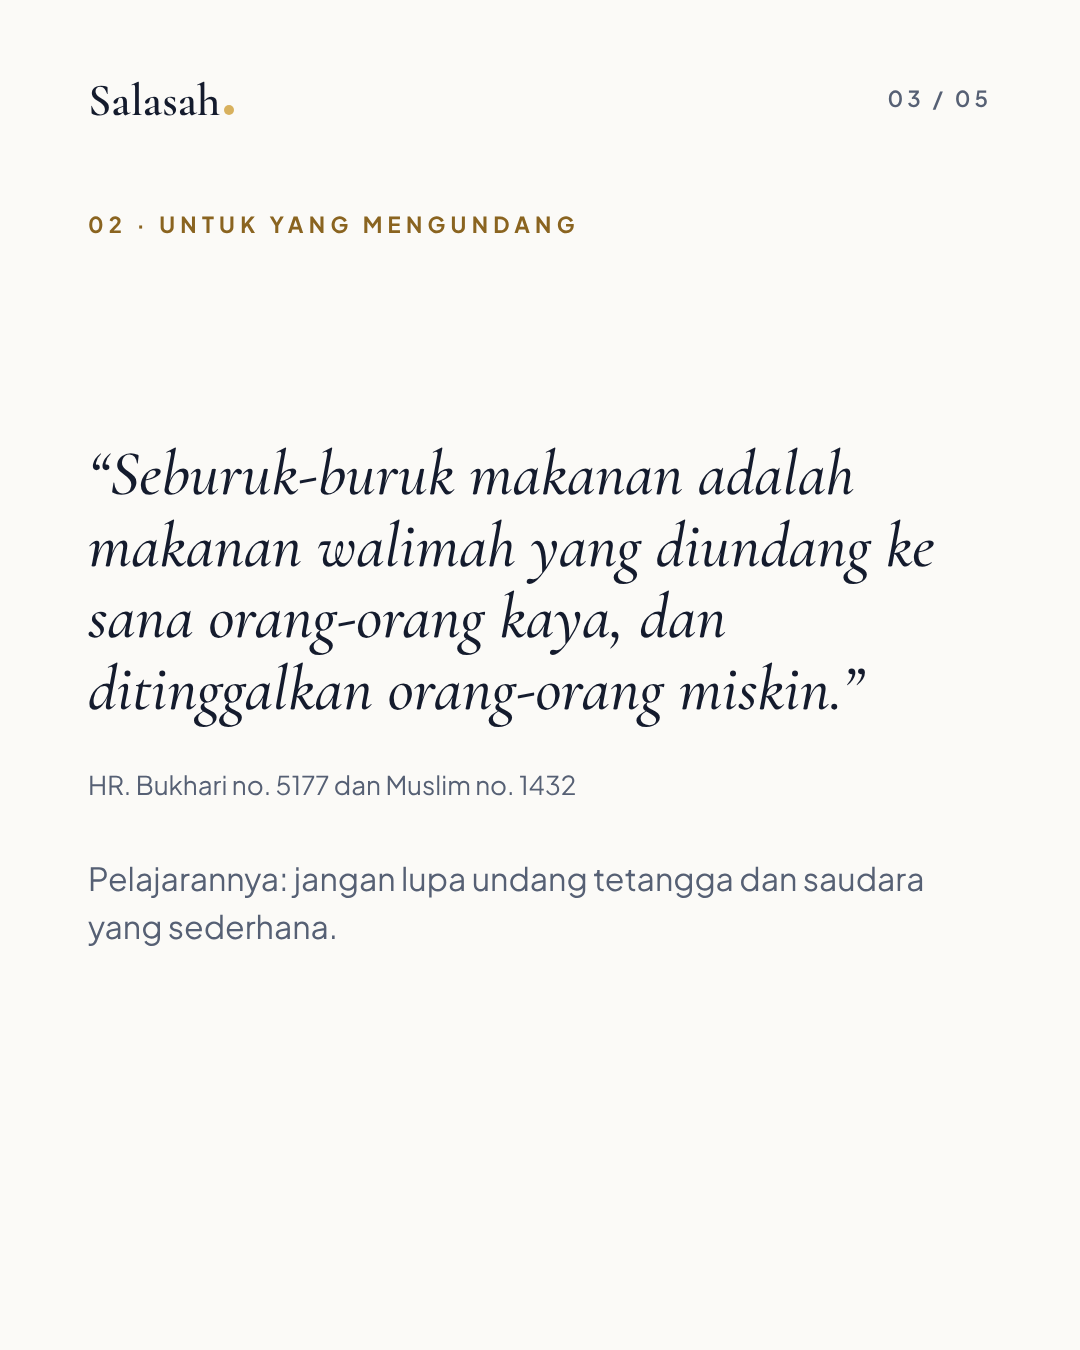 Salasah.
03 / 05
02 · UNTUK YANG MENGUNDANG
“Seburuk-buruk makanan adalah
makanan walimah yang diundang ke
sana orang-orang kaya, dan
ditinggalkan orang-orang miskin.”
HR. Bukhari no. 5177 dan Muslim no. 1432
Pelajarannya: jangan lupa undang tetangga dan saudara
yang sederhana.